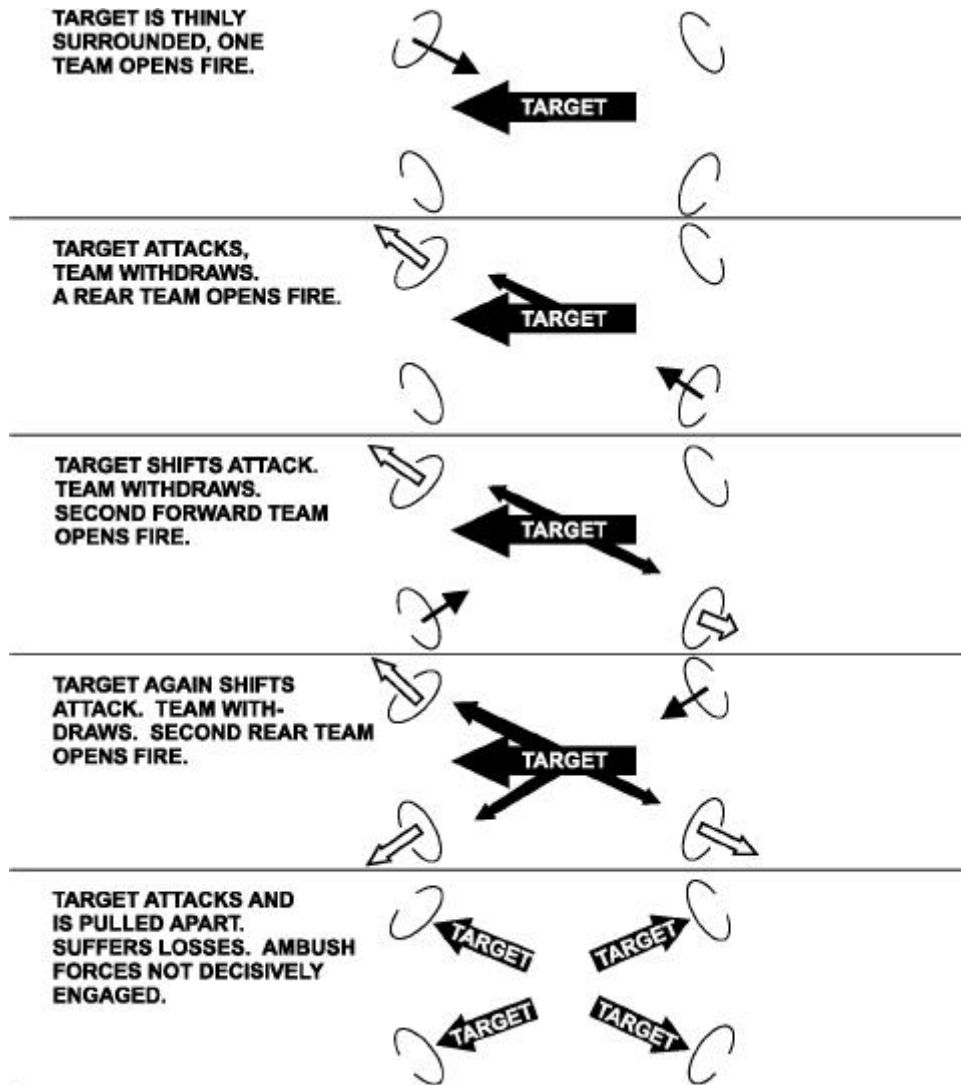 TARGET IS THINLY
SURROUNDED, ONE
TEAM OPENS FIRE.
TARGET
TARGET ATTACKS,
TEAM WITHDRAWS.
A REAR TEAM OPENS FIRE.
TARGET
TARGET SHIFTS ATTACK.
TEAM WITHDRAWS.
SECOND FORWARD TEAM
OPENS FIRE.
TARGET
TARGET AGAIN SHIFTS
ATTACK. TEAM WITH-
DRAWS. SECOND REAR TEAM
OPENS FIRE.
TARGET
TARGET ATTACKS AND
IS PULLED APART.
SUFFERS LOSSES. AMBUSH
FORCES NOT DECISIVELY
ENGAGED.
TARGET
TARGET
TARGET
TARGET